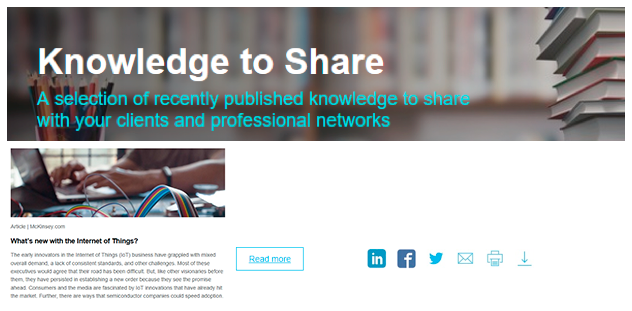 Knowledge to Share
A selection of recently published knowledge to share
with your clients and professional networks
Article | McKinsey.com
What's new with the Internet of Things?
The early innovators in the Internet of Things (IoT) business have grappled with mixed
overall demand, a lack of consistent standards, and other challenges. Most of these
executives would agree that their road has been difficult. But, like other visionaries before
them, they have persisted in establishing a new order because they see the promise
ahead. Consumers and the media are fascinated by IoT innovations that have already hit
the market. Further, there are ways that semiconductor companies could speed adoption.
Read more
in
f